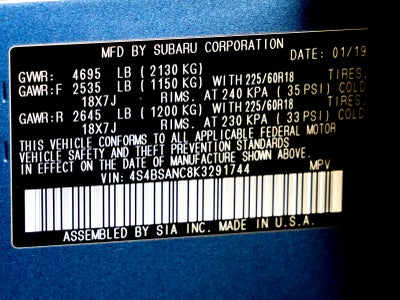 MFD BY SUBARU CORPORATION DATE: 01/19
GVWR: 4695 LB (2130 KG)
GAWR:F 2535 LB (1150 KG) WITH 225/60R18 TIRES.
18X7J RIMS. AT 240 KPA ( 35 PSI) COLD
GAWR:R 2645 LB (1200 KG) WITH 225/60R18 TIRES.
18X7J RIMS. AT 230 KPA ( 33 PSI) COLD
THIS VEHICLE CONFORMS TO ALL APPLICABLE FEDERAL MOTOR
VEHICLE SAFETY AND THEFT PREVENTION STANDARDS
IN EFFECT ON THE DATE OF MANUFACTURE SHOWN ABOVE.
VIN: 4S4BSANC8K3291744 MPV
ASSEMBLED BY SIA INC. MADE IN U.S.A.